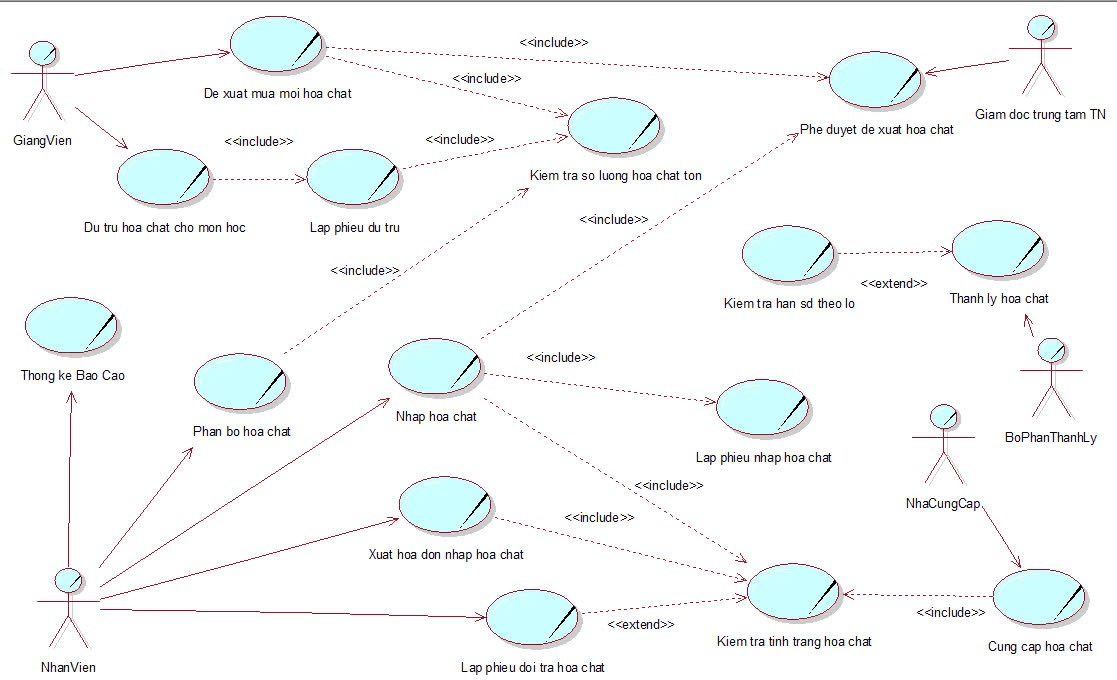 <<include>>
<<include>>
De xuat mua moi hoa chat
Giam doc trung tam TN
Phe duyet de xuat hoa chat
GiangVien
<<include>>
<<include>>
Kiem tra so luong hoa chat ton
Du tru hoa chat cho mon hoc
Lap phieu du tru
<<include>>
<<include>>
<<extend>>
Kiem tra han sd theo lo
Thanh ly hoa chat
Thong ke Bao Cao
<<include>>
Phan bo hoa chat
Nhap hoa chat
Lap phieu nhap hoa chat
BoPhanThanhLy
<<include>>
NhaCungCap
<<include>>
Xuat hoa don nhap hoa chat
<<include>>
<<extend>>
Kiem tra tinh trang hoa chat
Cung cap hoa chat
NhanVien
Lap phieu doi tra hoa chat